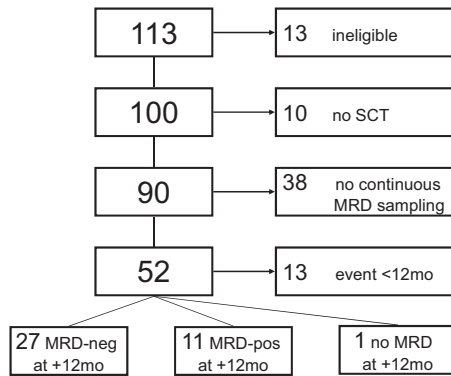 113
13 ineligible
100
10 no SCT
90
38 no continuous
MRD sampling
52
13 event <12mo
27 MRD-neg
at +12mo
11 MRD-pos
at +12mo
1 no MRD
at +12mo